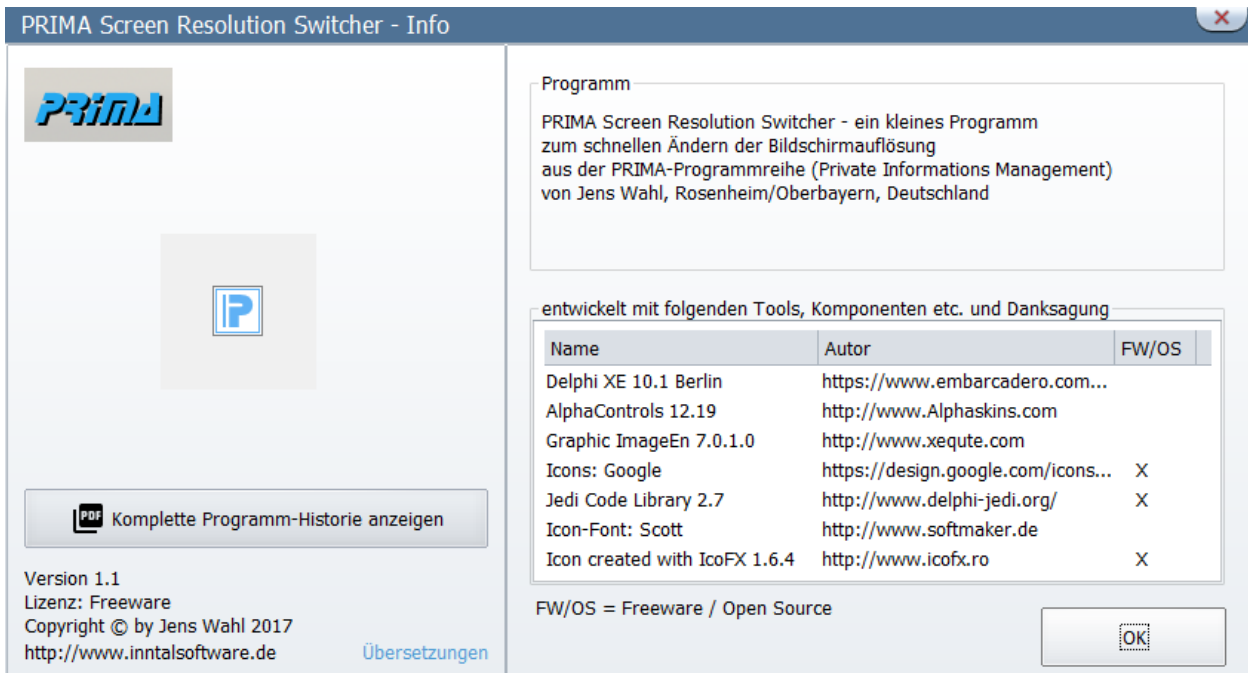 PRIMA Screen Resolution Switcher - Info
PRiMA
P
Komplette Programm-Historie anzeigen
Version 1.1
Lizenz: Freeware
Copyright © by Jens Wahl 2017
http://www.inntalsoftware.de Übersetzungen
Programm
PRIMA Screen Resolution Switcher - ein kleines Programm
zum schnellen Ändern der Bildschirmauflösung
aus der PRIMA-Programmreihe (Private Informations Management)
von Jens Wahl, Rosenheim/Oberbayern, Deutschland
entwickelt mit folgenden Tools, Komponenten etc. und Danksagung
Name Autor FW/OS
Delphi XE 10.1 Berlin https://www.embarcadero.com...
AlphaControls 12.19 http://www.Alphaskins.com
Graphic ImageEn 7.0.1.0 http://www.xequte.com
Icons: Google https://design.google.com/icons... X
Jedi Code Library 2.7 http://www.delphi-jedi.org/ X
Icon-Font: Scott http://www.softmaker.de
Icon created with IcoFX 1.6.4 http://www.icofx.ro X
FW/OS = Freeware / Open Source
OK